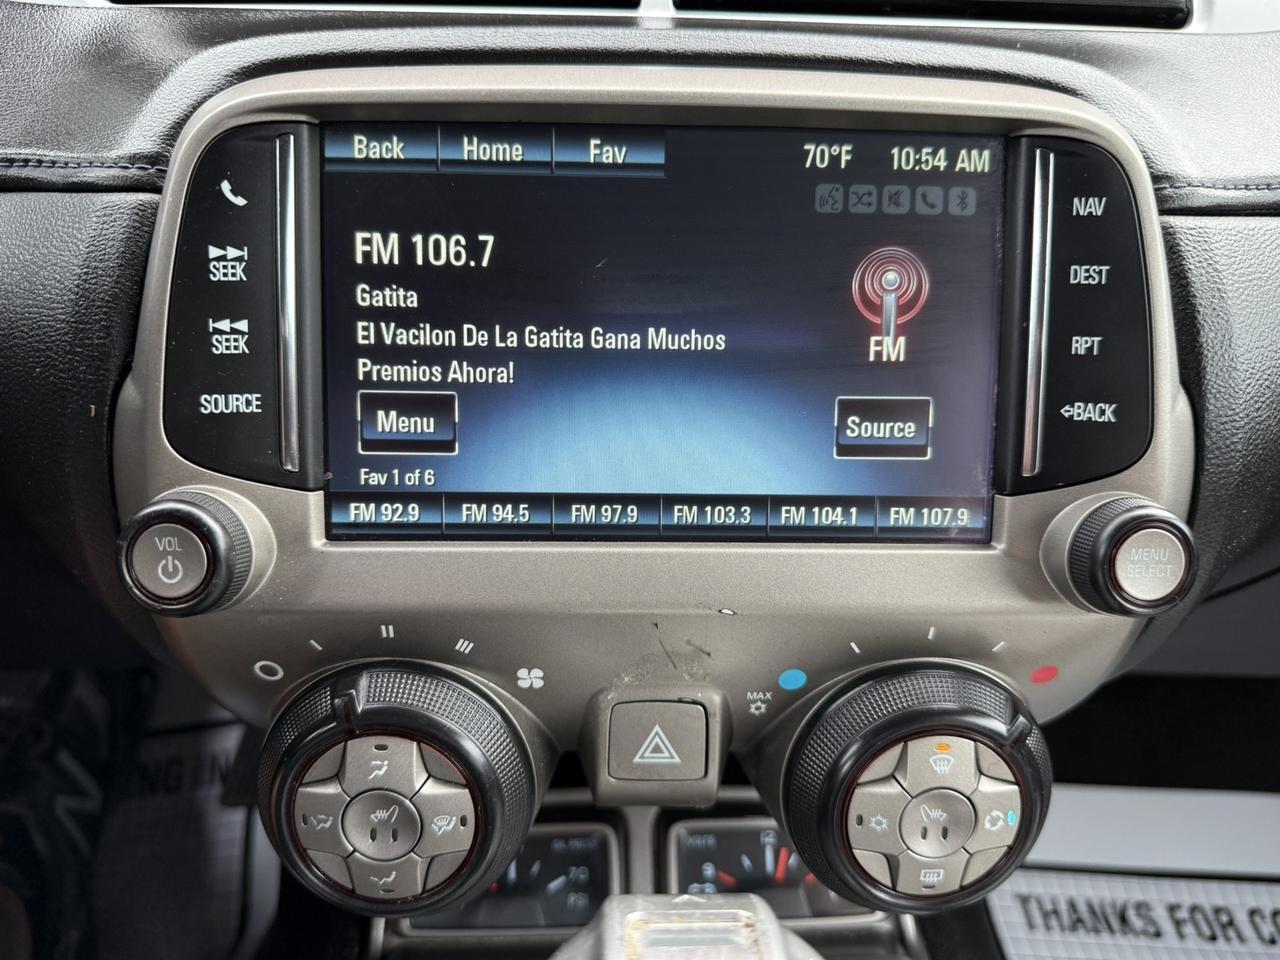 Back Home Fav 70°F 10:54 AM
FM 106.7
Gatita
El Vacilon De La Gatita Gana Muchos
Premios Ahora!
FM
Menu Source
Fav 1 of 6
FM 92.9 FM 94.5 FM 97.9 FM 103.3 FM 104.1 FM 107.9
SEEK
SEEK
SOURCE
NAV
DEST
RPT
BACK
VOL
MENU
SELECT
I II III
MAX
THANKS FOR CO